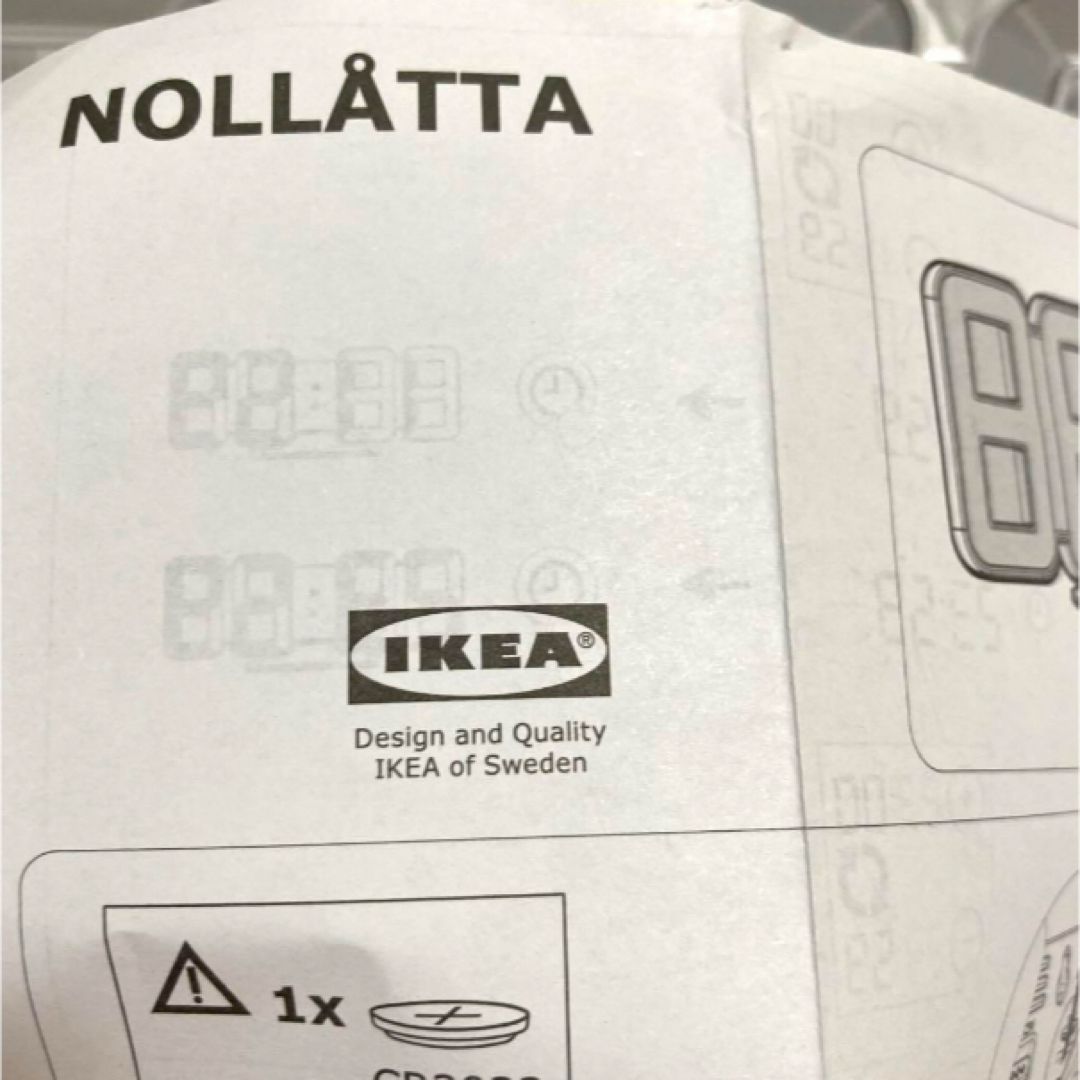 NOLLÅTTA
IKEA®
Design and Quality
IKEA of Sweden
1x